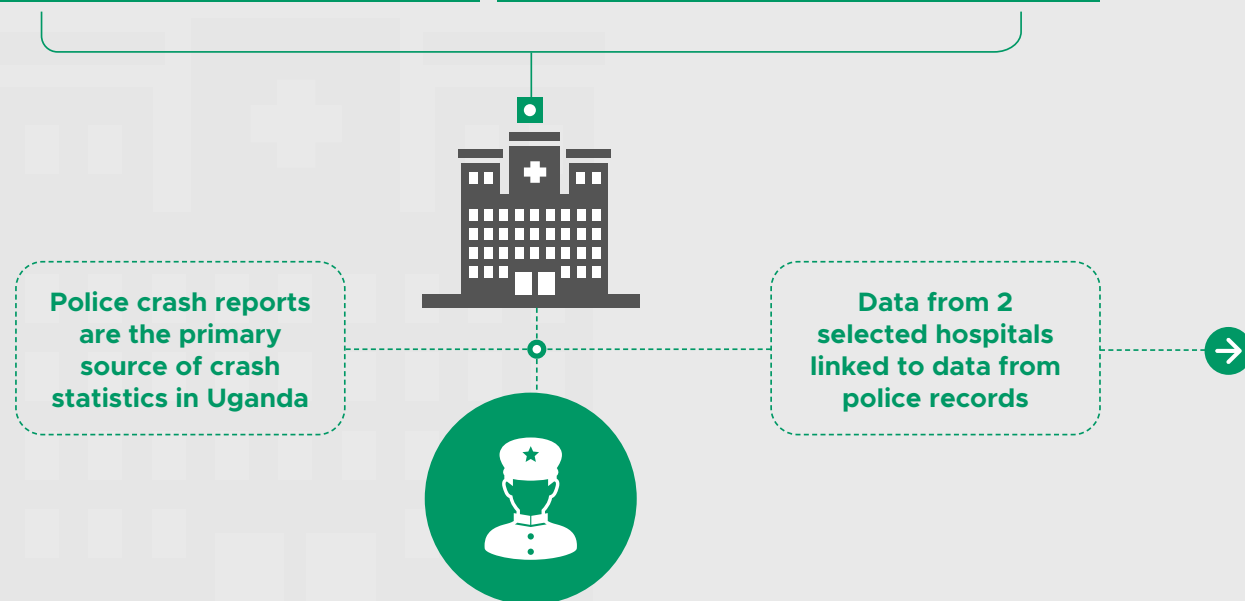 Police crash reports
are the primary
source of crash
statistics in Uganda
Data from 2
selected hospitals
linked to data from
police records